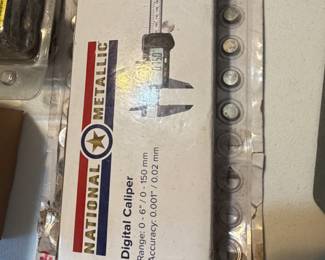 NATIONAL METALLIC
Digital Caliper
Range: 0 - 6" / 0 - 150 mm
Accuracy: 0.001" / 0.02 mm